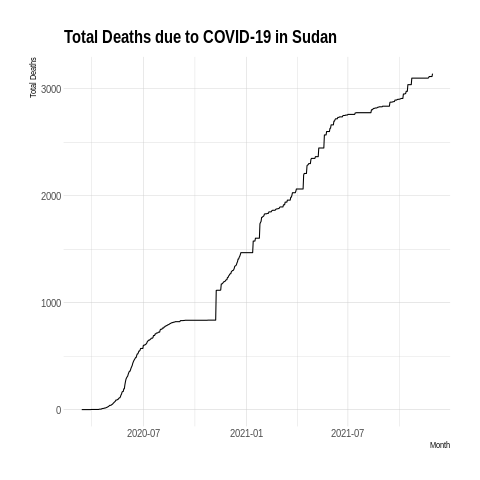 Total Deaths due to COVID-19 in Sudan
Total Deaths
3000
2000
1000
0
2020-07 2021-01 2021-07
Month